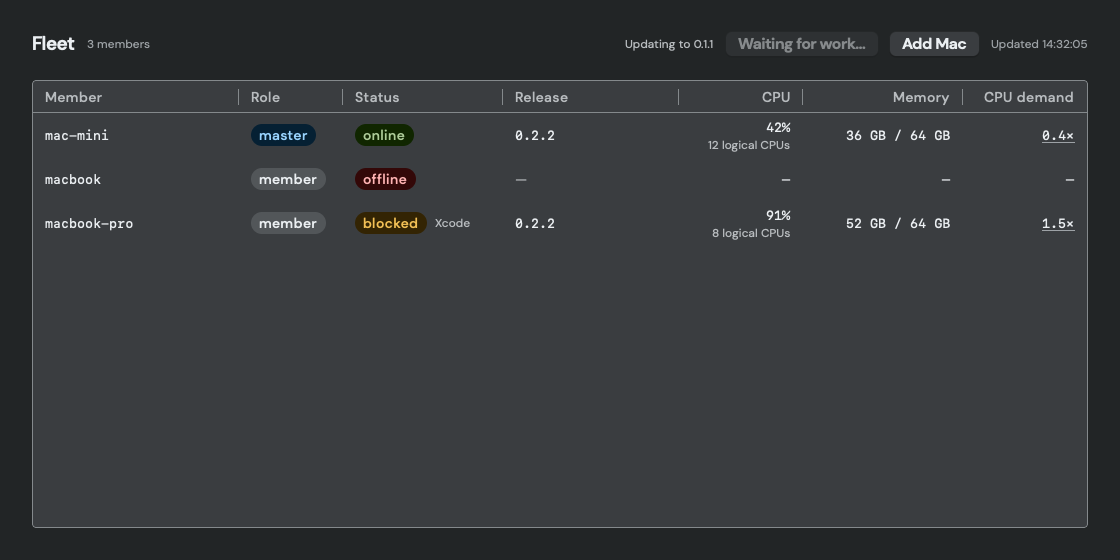 Fleet 3 members Updating to 0.1.1 Waiting for work... Add Mac Updated 14:32:05
Member Role Status Release CPU Memory CPU demand
mac-mini master online 0.2.2 42% 12 logical CPUs 36 GB / 64 GB 0.4×
macbook member offline — — — —
macbook-pro member blocked Xcode 0.2.2 91% 8 logical CPUs 52 GB / 64 GB 1.5×